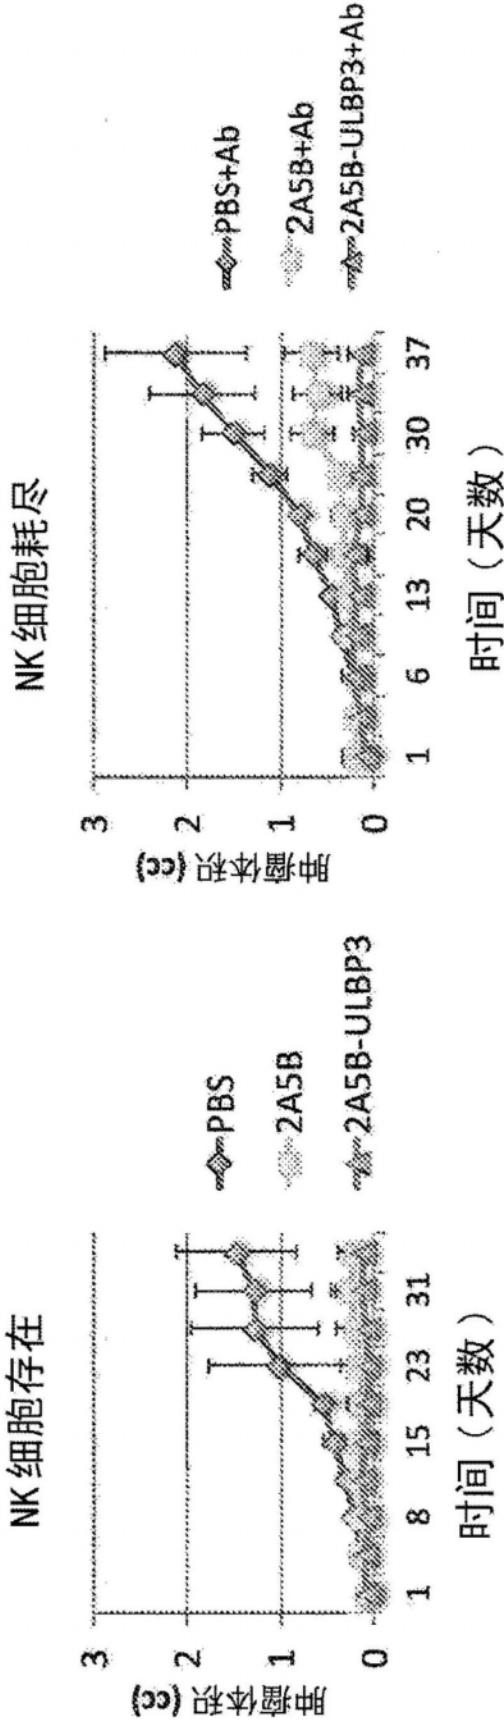 NK 细胞存在
肿瘤体积 (cc)
3
2
1
0
1 8 15 23 31
时间（天数）
PBS
2A5B
2A5B-ULBP3
NK 细胞耗尽
肿瘤体积 (cc)
3
2
1
0
1 6 13 20 30 37
时间（天数）
PBS+Ab
2A5B+Ab
2A5B-ULBP3+Ab